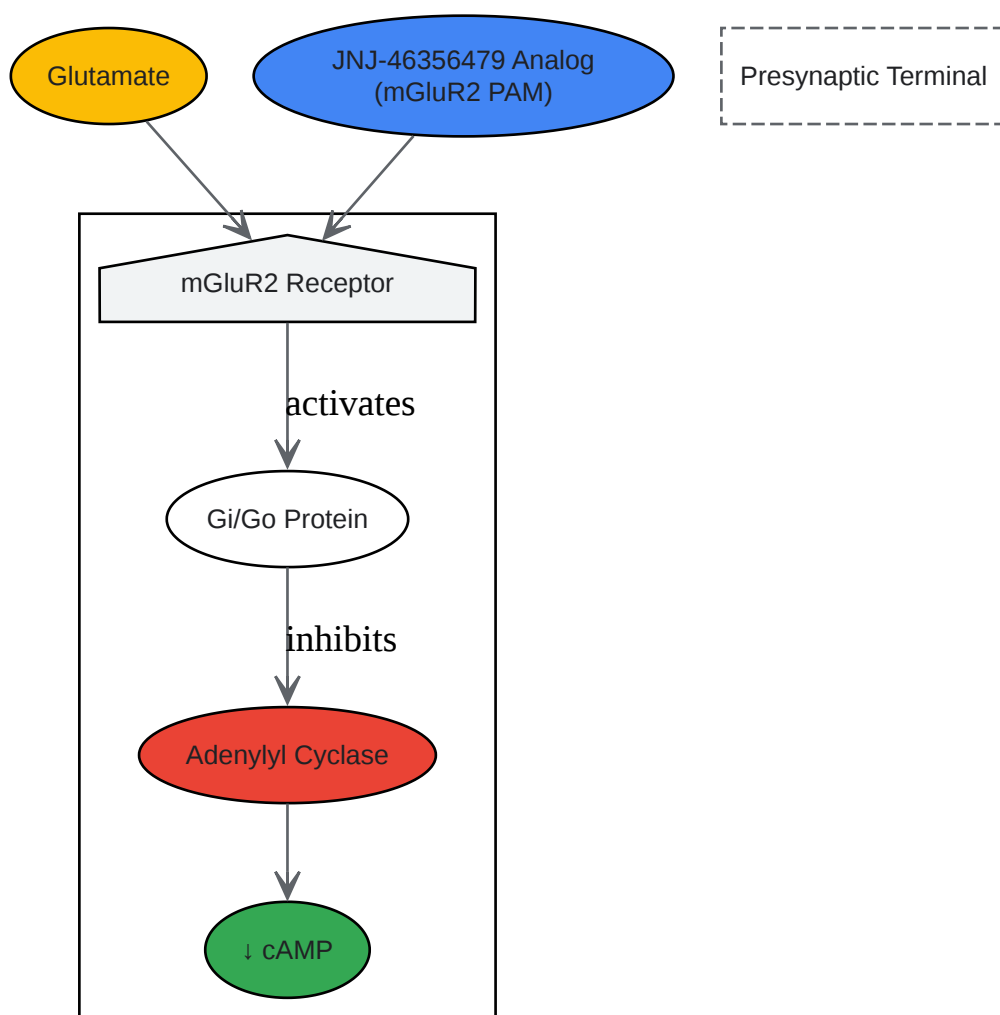 Glutamate
JNJ-46356479 Analog
(mGluR2 PAM)
Presynaptic Terminal
mGluR2 Receptor
activates
Gi/Go Protein
inhibits
Adenylyl Cyclase
↓ cAMP